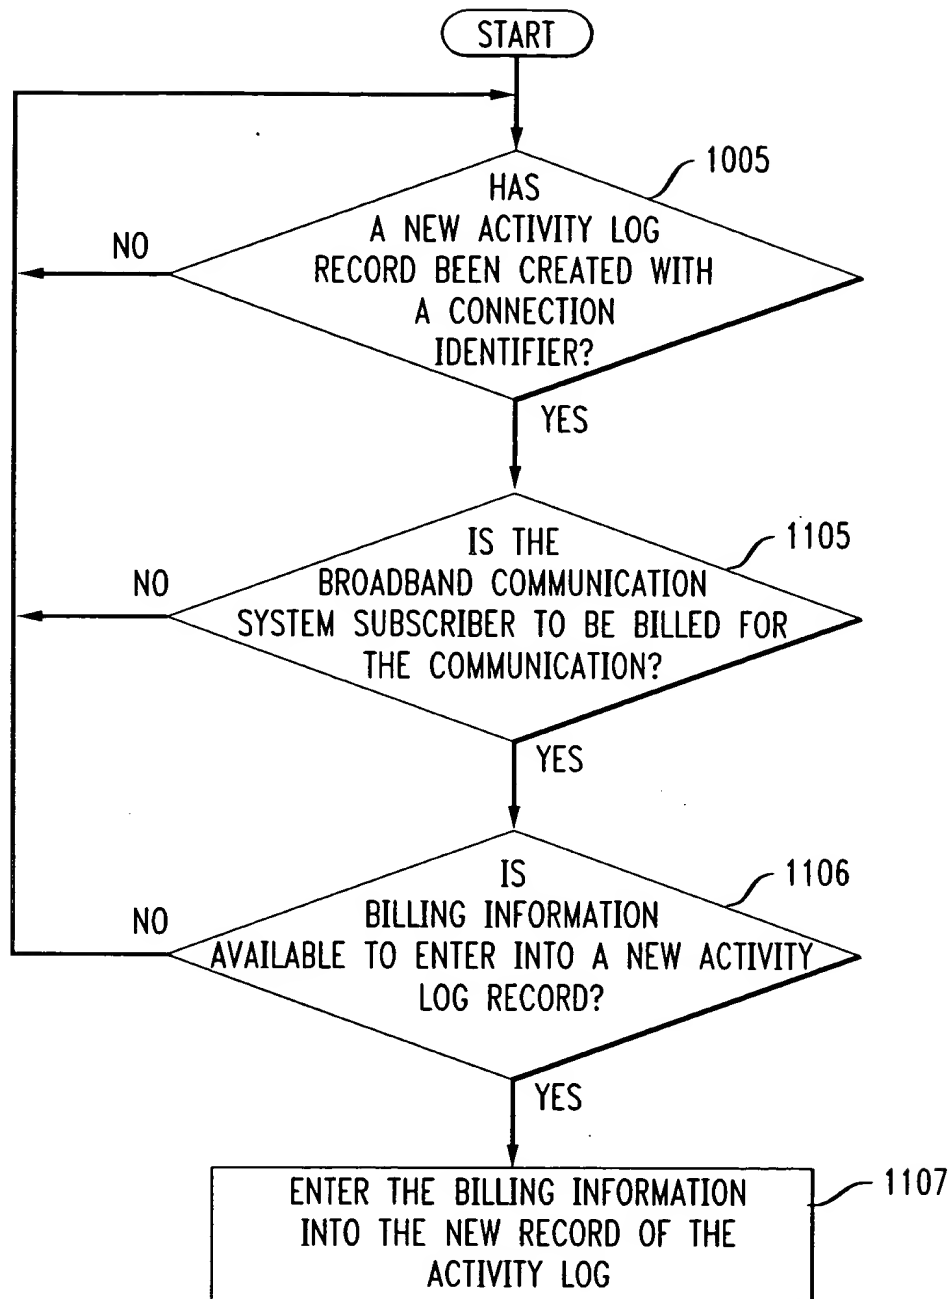 START
1005
HAS
A NEW ACTIVITY LOG
RECORD BEEN CREATED WITH
A CONNECTION
IDENTIFIER?
NO
YES
1105
IS THE
BROADBAND COMMUNICATION
SYSTEM SUBSCRIBER TO BE BILLED FOR
THE COMMUNICATION?
NO
YES
1106
IS
BILLING INFORMATION
AVAILABLE TO ENTER INTO A NEW ACTIVITY
LOG RECORD?
NO
YES
1107
ENTER THE BILLING INFORMATION
INTO THE NEW RECORD OF THE
ACTIVITY LOG